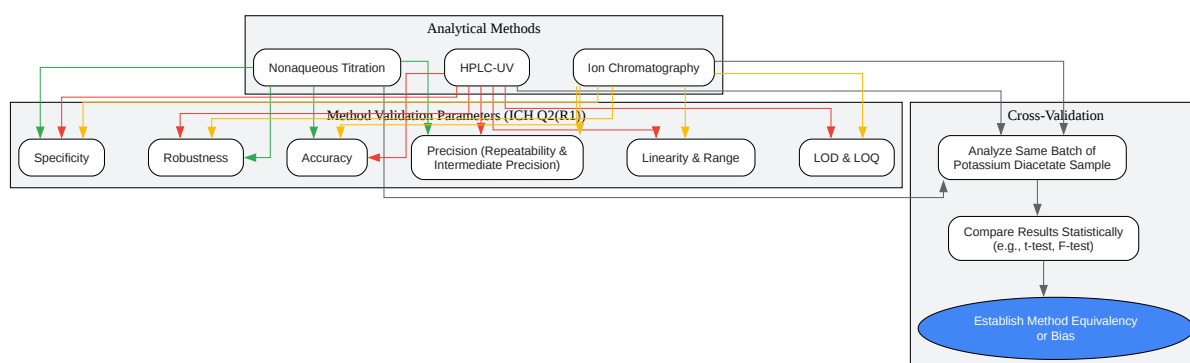 Analytical Methods
Nonaqueous Titration
HPLC-UV
Ion Chromatography
Method Validation Parameters (ICH Q2(R1))
Specificity
Robustness
Accuracy
Precision (Repeatability &
Intermediate Precision)
Linearity & Range
LOD & LOQ
Cross-Validation
Analyze Same Batch of
Potassium Diacetate Sample
Compare Results Statistically
(e.g., t-test, F-test)
Establish Method Equivalency
or Bias